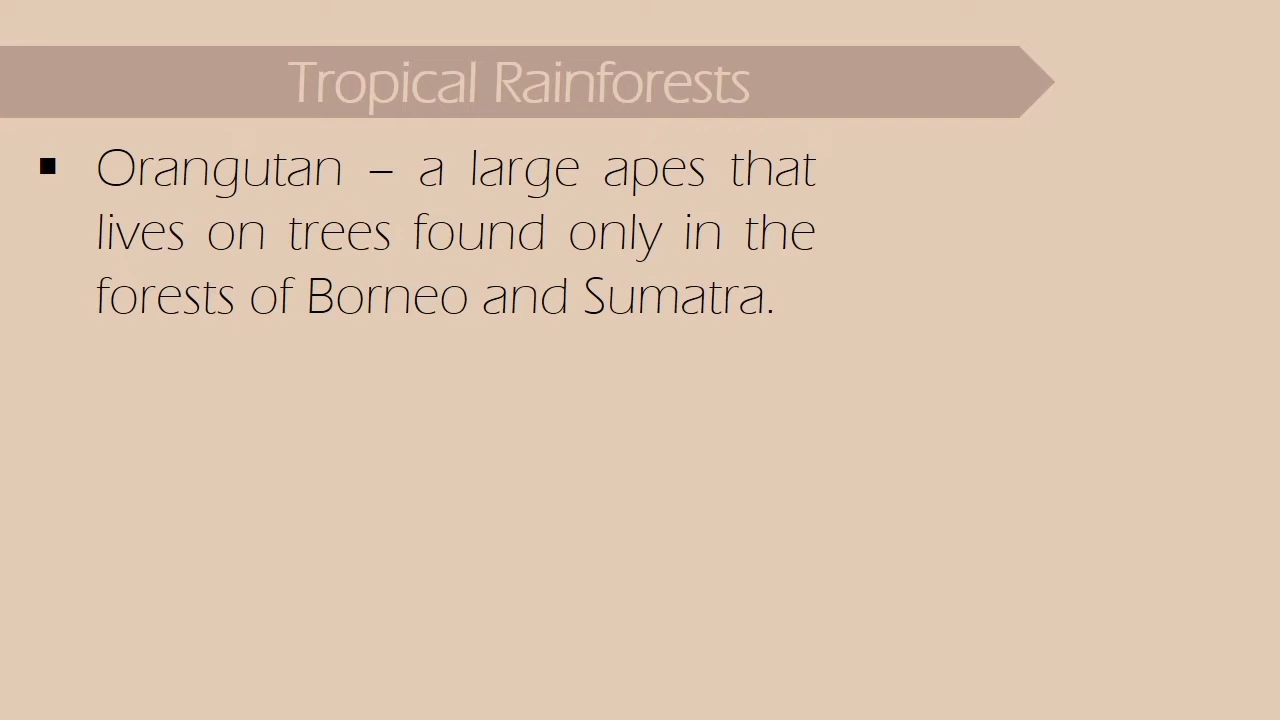 Tropical Rainforests
▪ Orangutan – a large apes that
lives on trees found only in the
forests of Borneo and Sumatra.